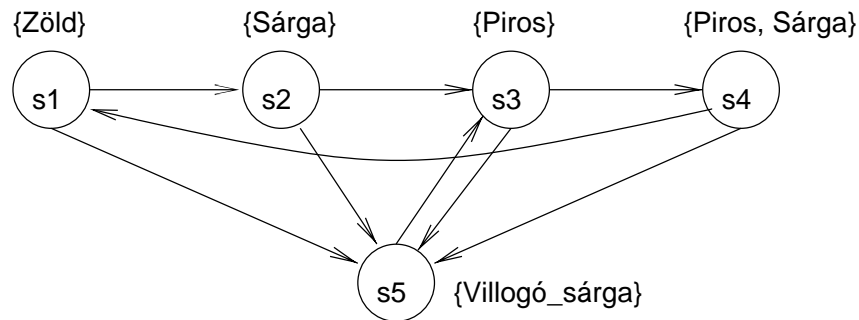 {Zöld} {Sárga} {Piros} {Piros, Sárga}
s1 s2 s3 s4
s5 {Villogó_sárga}